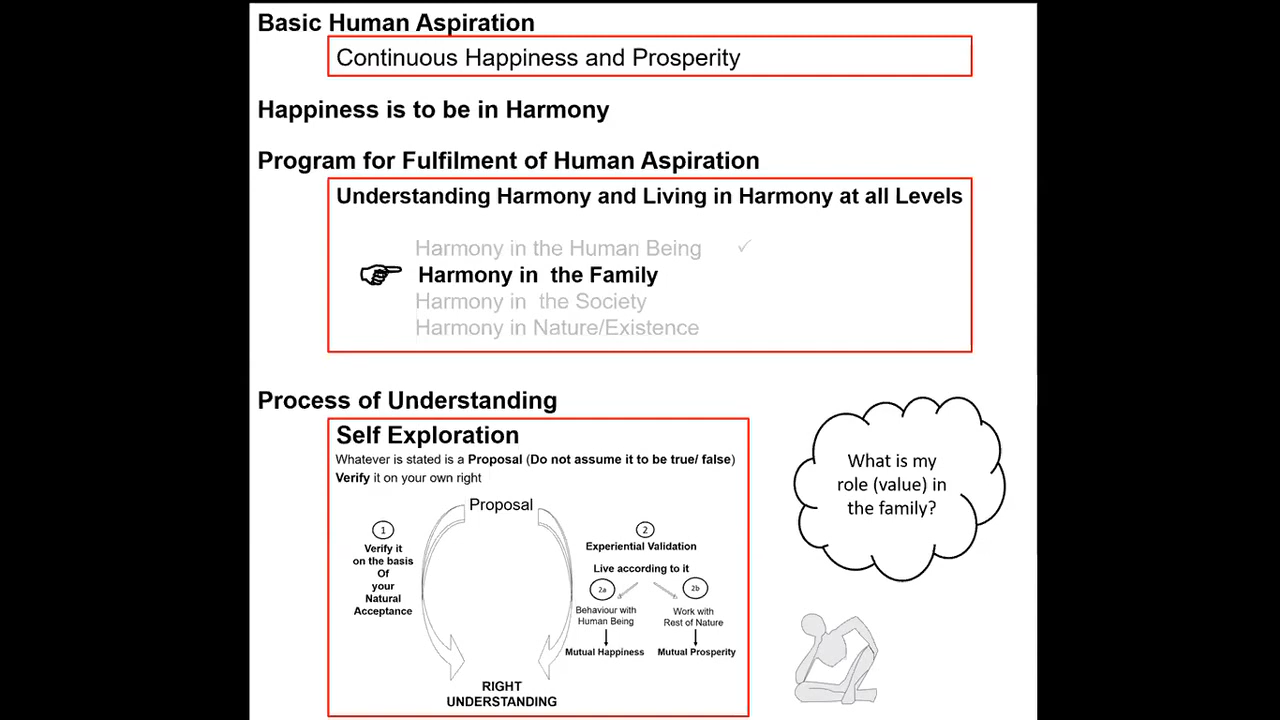 Basic Human Aspiration
Continuous Happiness and Prosperity
Happiness is to be in Harmony
Program for Fulfilment of Human Aspiration
Understanding Harmony and Living in Harmony at all Levels
Harmony in the Human Being ✓
Harmony in the Family
Harmony in the Society
Harmony in Nature/Existence
Process of Understanding
Self Exploration
Whatever is stated is a Proposal (Do not assume it to be true/ false)
Verify it on your own right
Proposal
1
Verify it
on the basis
Of
your
Natural
Acceptance
2
Experiential Validation
Live according to it
2a
Behaviour with
Human Being
Mutual Happiness
2b
Work with
Rest of Nature
Mutual Prosperity
RIGHT
UNDERSTANDING
What is my
role (value) in
the family?